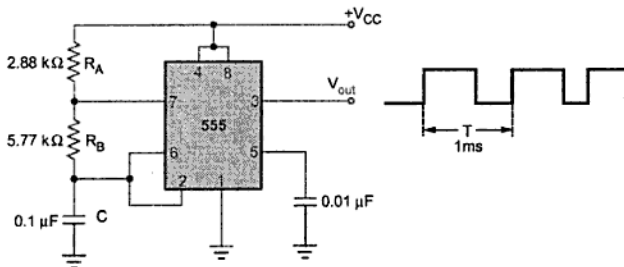 +VCC
2.88 kΩ RA
4 8
7 3 Vout
555
5.77 kΩ RB
6 5
2 1
0.1 μF C
0.01 μF
T
1ms